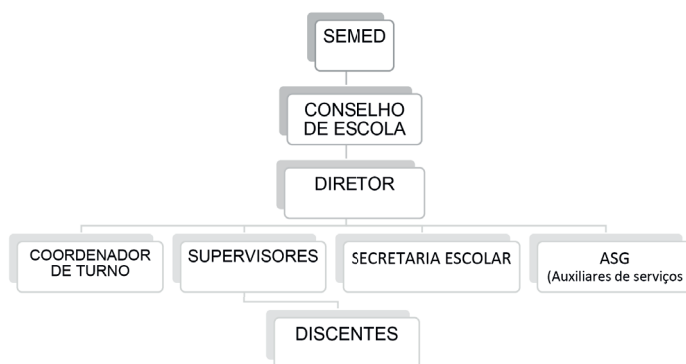 SEMED
CONSELHO
DE ESCOLA
DIRETOR
COORDENADOR
DE TURNO
SUPERVISORES
SECRETARIA ESCOLAR
ASG
(Auxiliares de serviços
DISCENTES